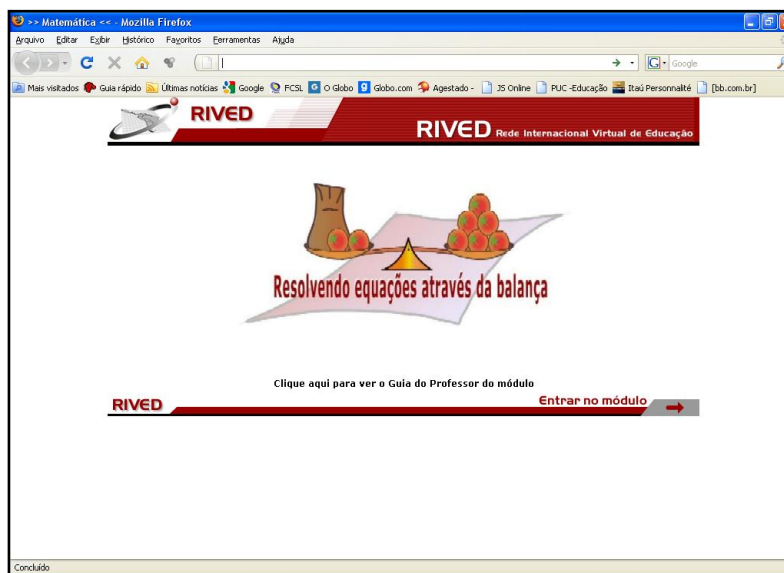 >> Matemática << - Mozilla Firefox
Arquivo Editar Exibir Histórico Favoritos Ferramentas Ajuda
G Google
Mais visitados Guia rápido Últimas notícias Google FCSL G O Globo 9 Globo.com Agestado - JS Online PUC -Educação Itaú Personnalité [bb.com.br]
RIVED
RIVED Rede Internacional Virtual de Educação
Resolvendo equações através da balança
Clique aqui para ver o Guia do Professor do módulo
RIVED Entrar no módulo
Concluído